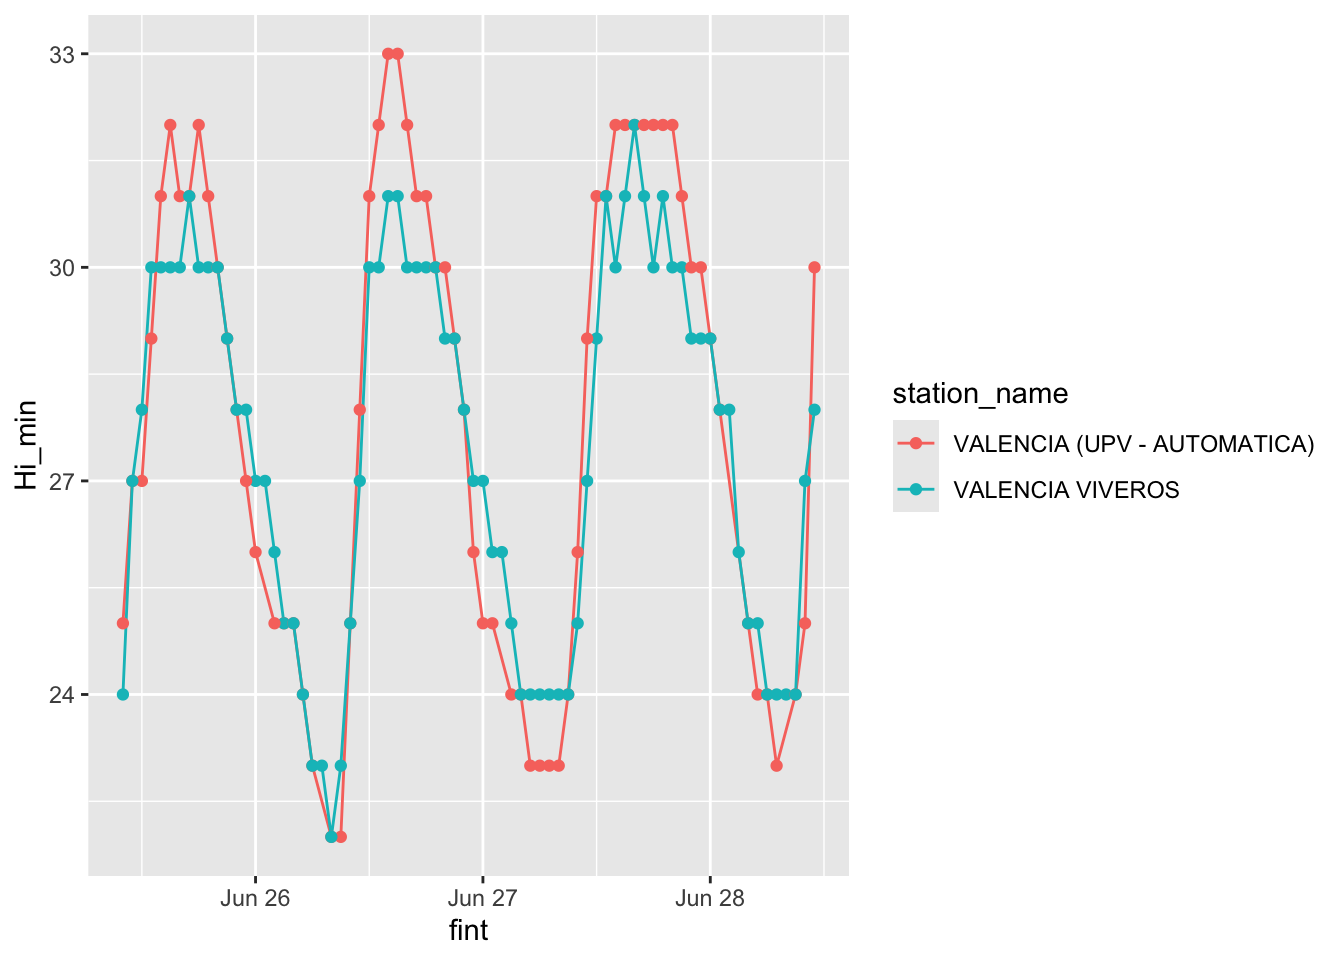 33
30
27
24
Hi_min
Jun 26
Jun 27
Jun 28
fint
station_name
VALENCIA (UPV - AUTOMATICA)
VALENCIA VIVEROS